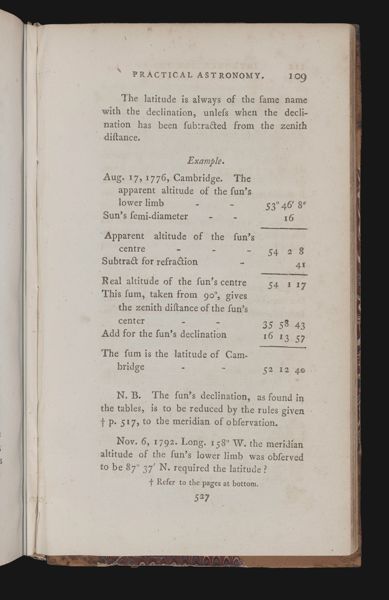 PRACTICAL ASTRONOMY. 109
The latitude is always of the ſame name
with the declination, unleſs when the decli-
nation has been ſubtracted from the zenith
diſtance.
Example.
Aug. 17, 1776, Cambridge. The
apparent altitude of the ſun's
lower limb - - 53° 46' 8"
Sun's ſemi-diameter - - 16
Apparent altitude of the ſun's
centre - - - 54 2 8
Subtract for refraction - 41
Real altitude of the ſun's centre 54 1 17
This ſum, taken from 90°, gives
the zenith diſtance of the ſun's
center - - 35 58 43
Add for the ſun's declination 16 13 57
The ſum is the latitude of Cam-
bridge - - 52 12 40
N. B. The ſun's declination, as found in
the tables, is to be reduced by the rules given
† p. 517, to the meridian of obſervation.
Nov. 6, 1792. Long. 158° W. the meridian
altitude of the ſun's lower limb was obſerved
to be 87° 37' N. required the latitude?
† Refer to the pages at bottom.
527